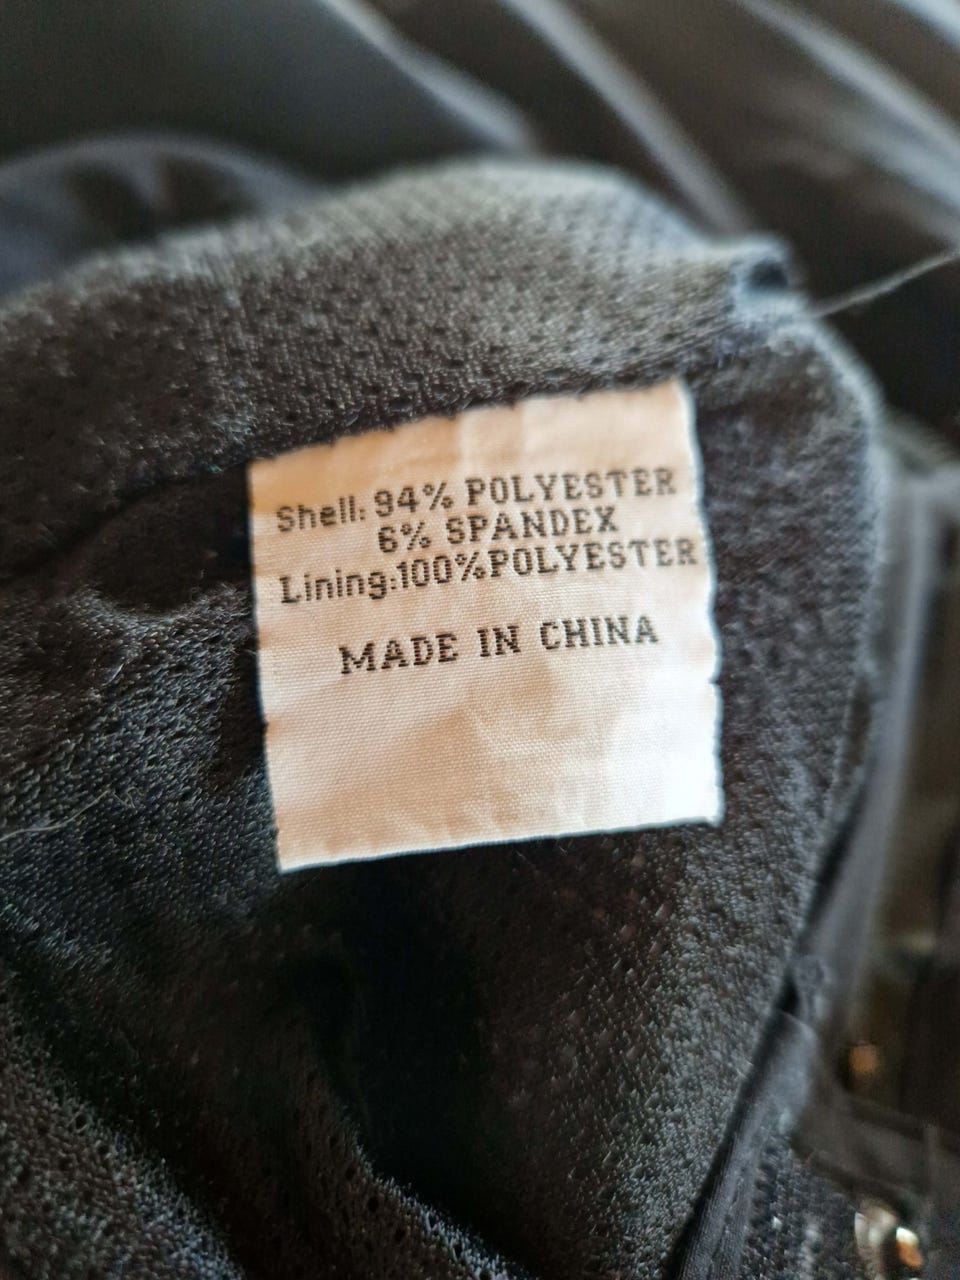 Shell: 94% POLYESTER
6% SPANDEX
Lining:100%POLYESTER
MADE IN CHINA